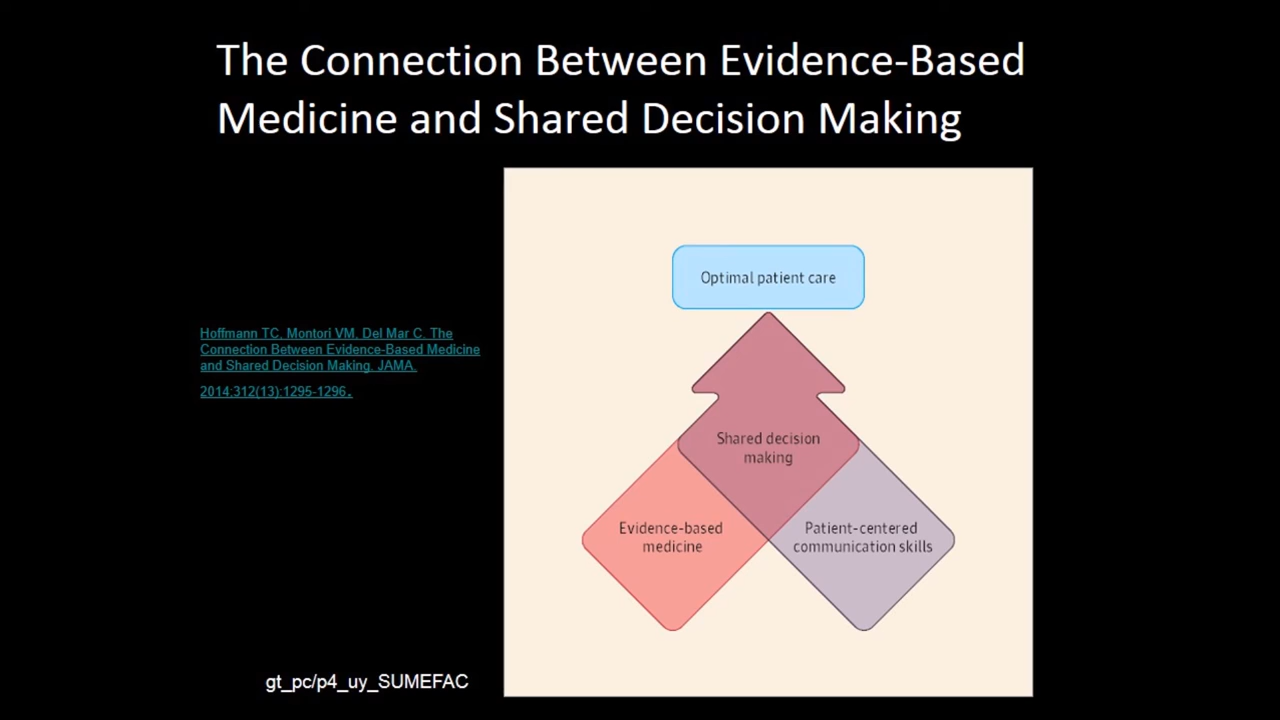 The Connection Between Evidence-Based
Medicine and Shared Decision Making
Hoffmann TC, Montori VM, Del Mar C. The
Connection Between Evidence-Based Medicine
and Shared Decision Making. JAMA.
2014;312(13):1295-1296.
Optimal patient care
Shared decision
making
Evidence-based
medicine
Patient-centered
communication skills
gt_pc/p4_uy_SUMEFAC